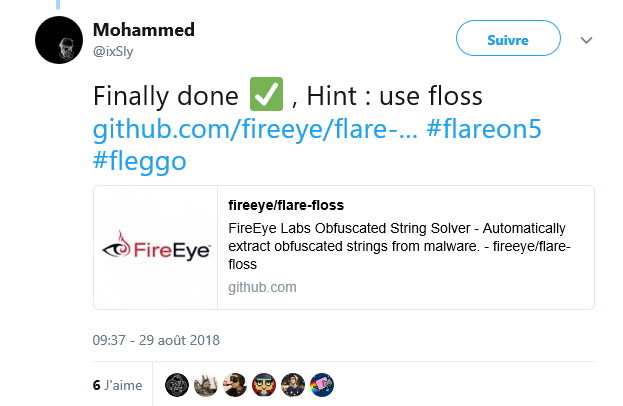 Mohammed
@ixSly
Suivre
Finally done ✅ , Hint : use floss
github.com/fireeye/flare-... #flareon5
#fleggo
FireEye
fireeye/flare-floss
FireEye Labs Obfuscated String Solver - Automatically
extract obfuscated strings from malware. - fireeye/flare-
floss
github.com
09:37 - 29 août 2018
6 J'aime